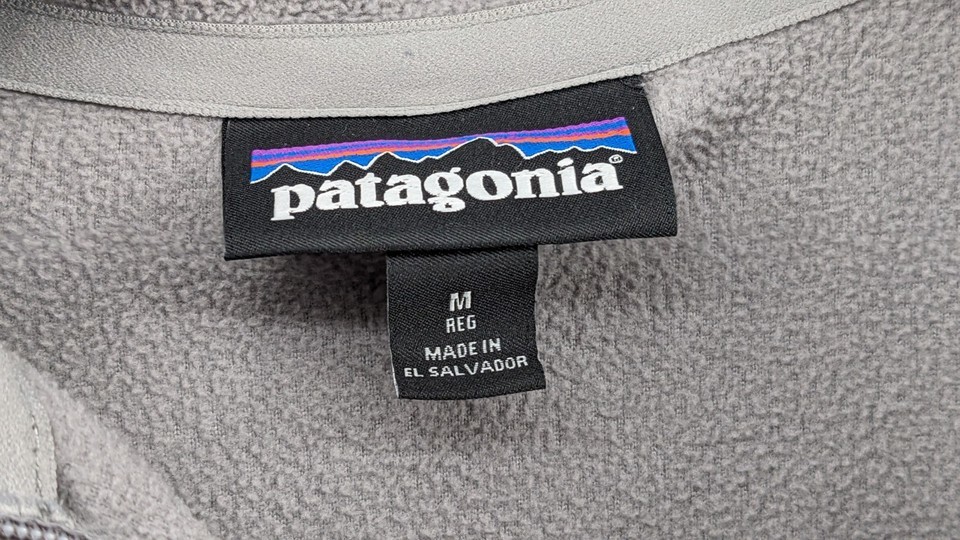 patagonia®
M
REG
MADE IN
EL SALVADOR